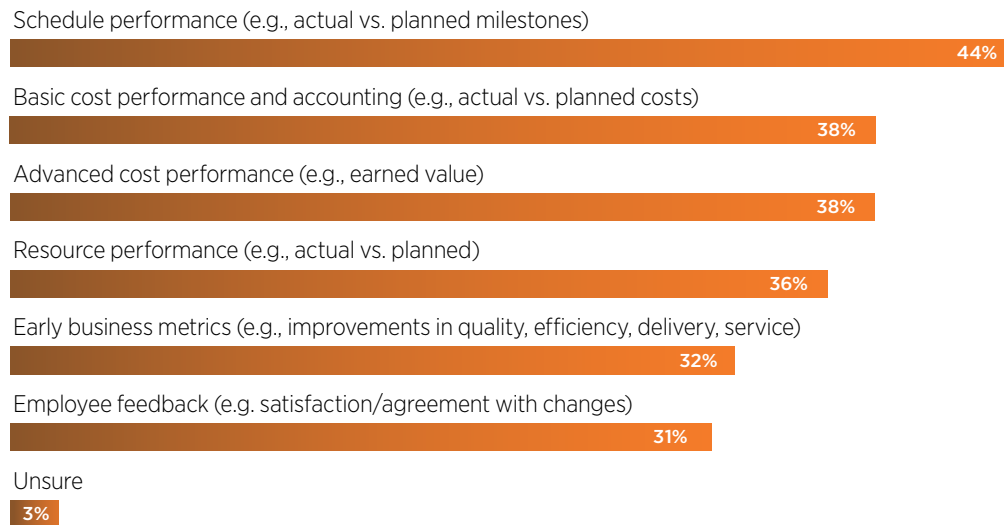 Schedule performance (e.g., actual vs. planned milestones)
44%
Basic cost performance and accounting (e.g., actual vs. planned costs)
38%
Advanced cost performance (e.g., earned value)
38%
Resource performance (e.g., actual vs. planned)
36%
Early business metrics (e.g., improvements in quality, efficiency, delivery, service)
32%
Employee feedback (e.g. satisfaction/agreement with changes)
31%
Unsure
3%